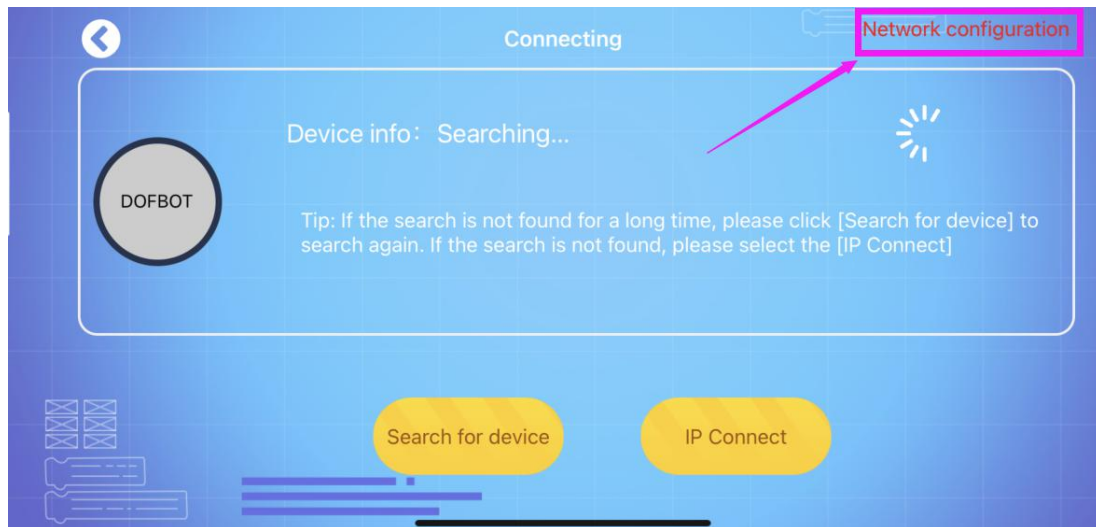 Connecting
Network configuration
Device info： Searching...
DOFBOT
Tip: If the search is not found for a long time, please click [Search for device] to
search again. If the search is not found, please select the [IP Connect]
Search for device
IP Connect